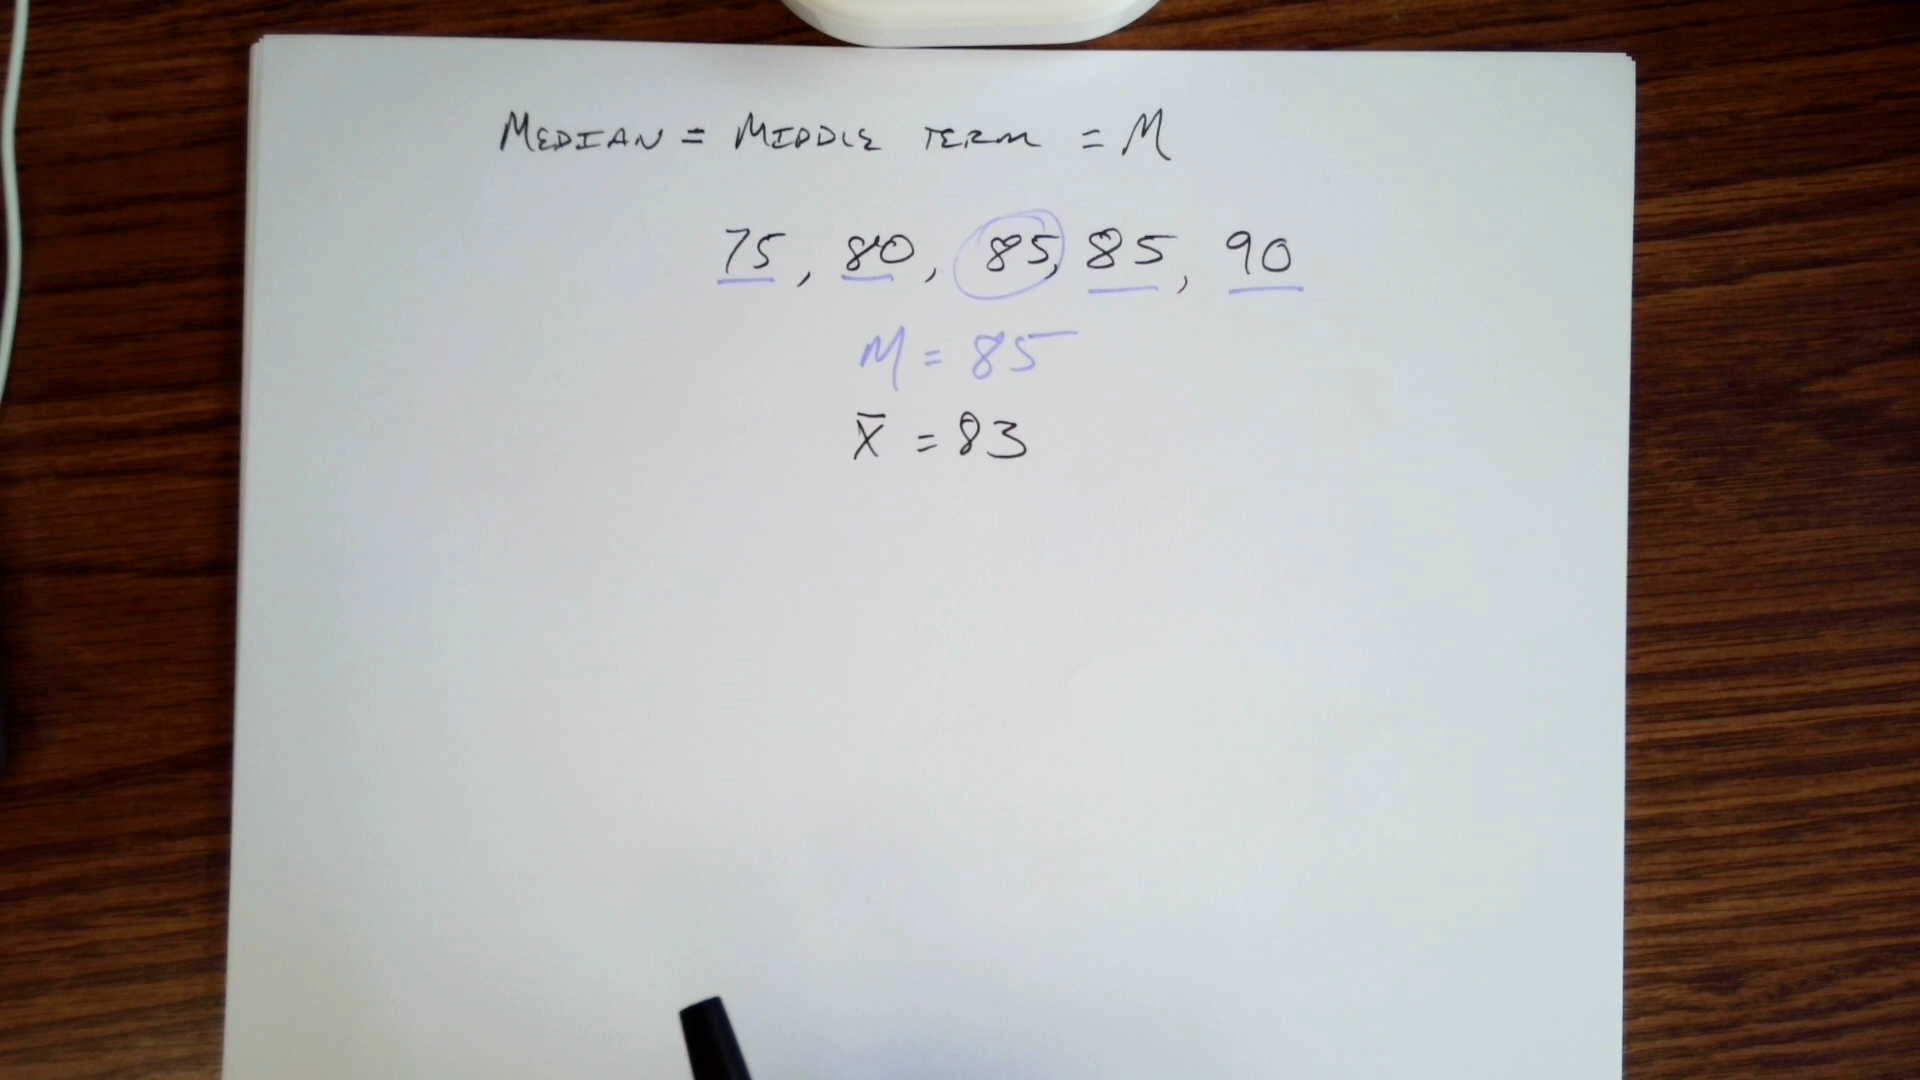 MEDIAN = MIDDLE TERM = M
75, 80, 85, 85, 90
M = 85
x̄ = 83